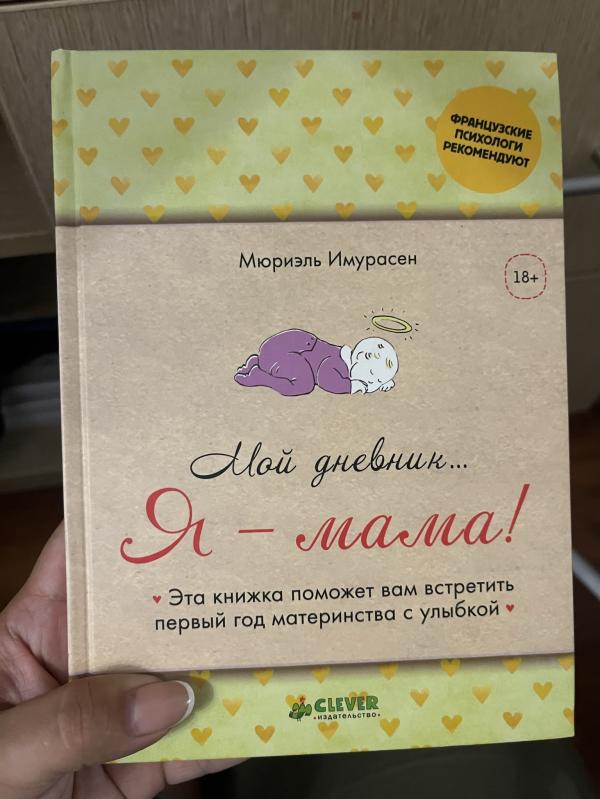 ФРАНЦУЗСКИЕ
ПСИХОЛОГИ
РЕКОМЕНДУЮТ
Мюриэль Имурасен
18+
Мой дневник...
Я – мама!
Эта книжка поможет вам встретить
первый год материнства с улыбкой
CLEVER
издательство